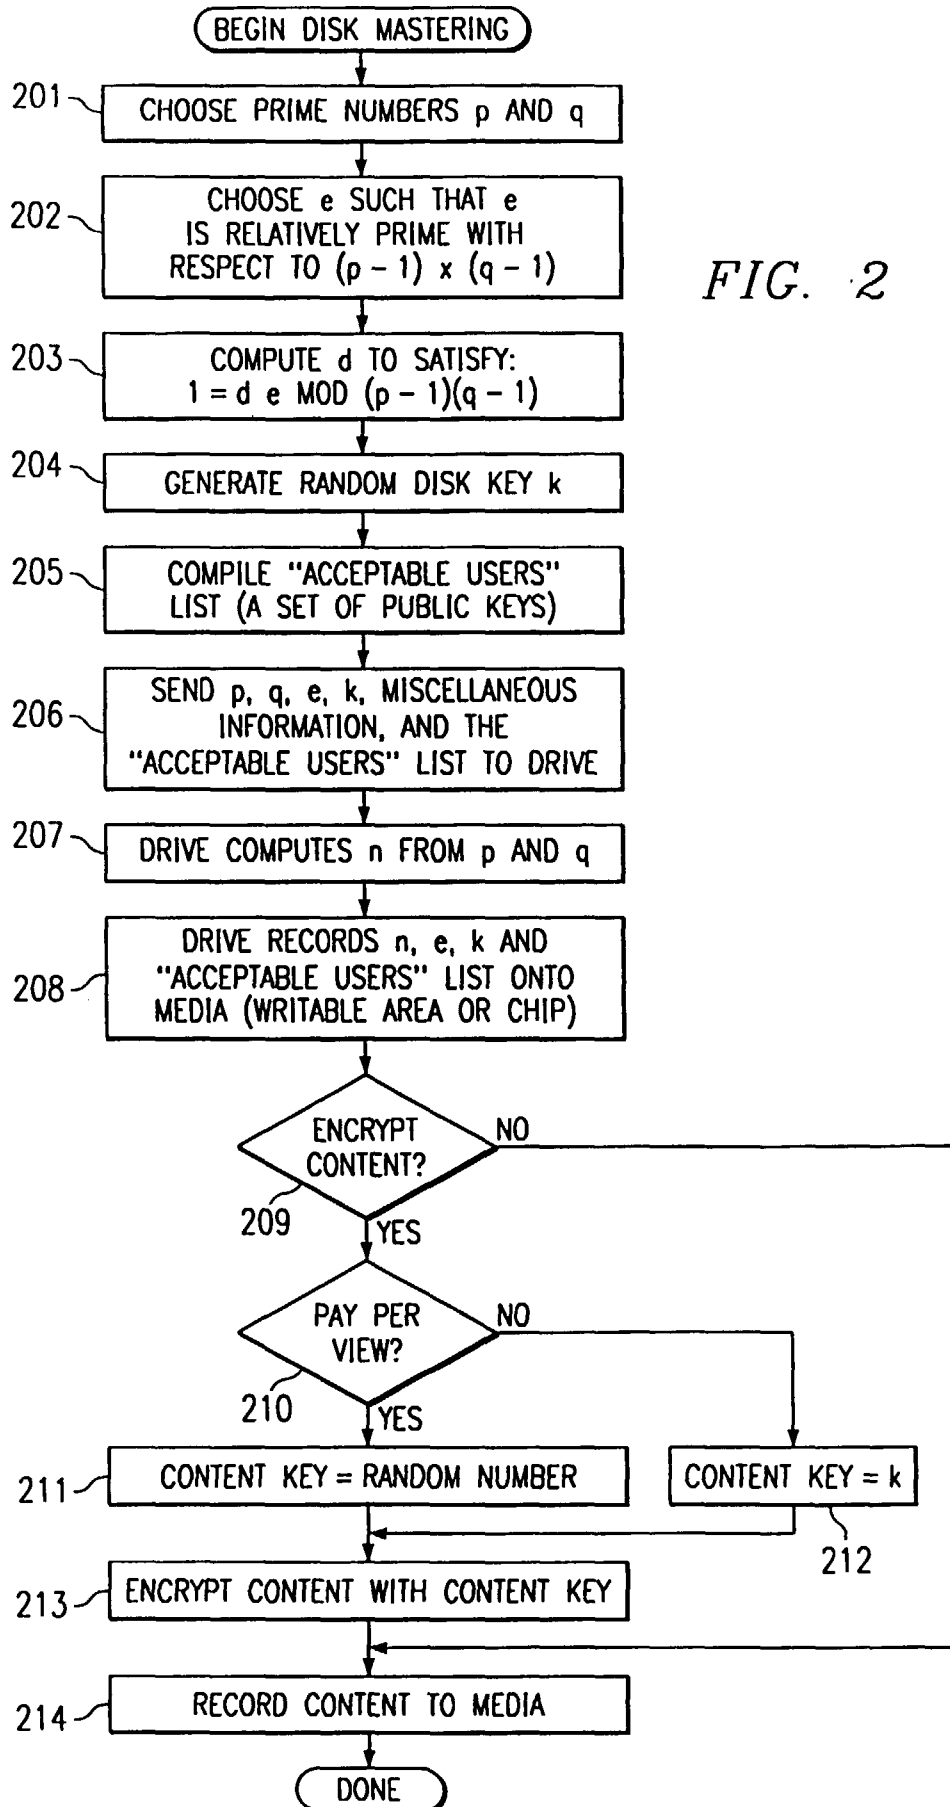 BEGIN DISK MASTERING
201
CHOOSE PRIME NUMBERS p AND q
202
CHOOSE e SUCH THAT e
IS RELATIVELY PRIME WITH
RESPECT TO (p - 1) x (q - 1)
FIG. 2
203
COMPUTE d TO SATISFY:
1 = d e MOD (p - 1)(q - 1)
204
GENERATE RANDOM DISK KEY k
205
COMPILE "ACCEPTABLE USERS"
LIST (A SET OF PUBLIC KEYS)
206
SEND p, q, e, k, MISCELLANEOUS
INFORMATION, AND THE
"ACCEPTABLE USERS" LIST TO DRIVE
207
DRIVE COMPUTES n FROM p AND q
208
DRIVE RECORDS n, e, k AND
"ACCEPTABLE USERS" LIST ONTO
MEDIA (WRITABLE AREA OR CHIP)
ENCRYPT
CONTENT?
NO
209
YES
PAY PER
VIEW?
NO
210
YES
211
CONTENT KEY = RANDOM NUMBER
CONTENT KEY = k
212
213
ENCRYPT CONTENT WITH CONTENT KEY
214
RECORD CONTENT TO MEDIA
DONE